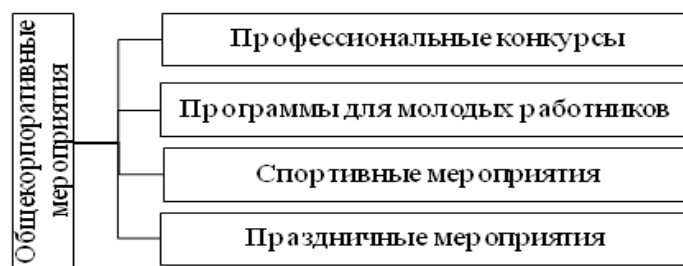 Общекорпоративные
мероприятия
Профессиональные конкурсы
Программы для молодых работников
Спортивные мероприятия
Праздничные мероприятия